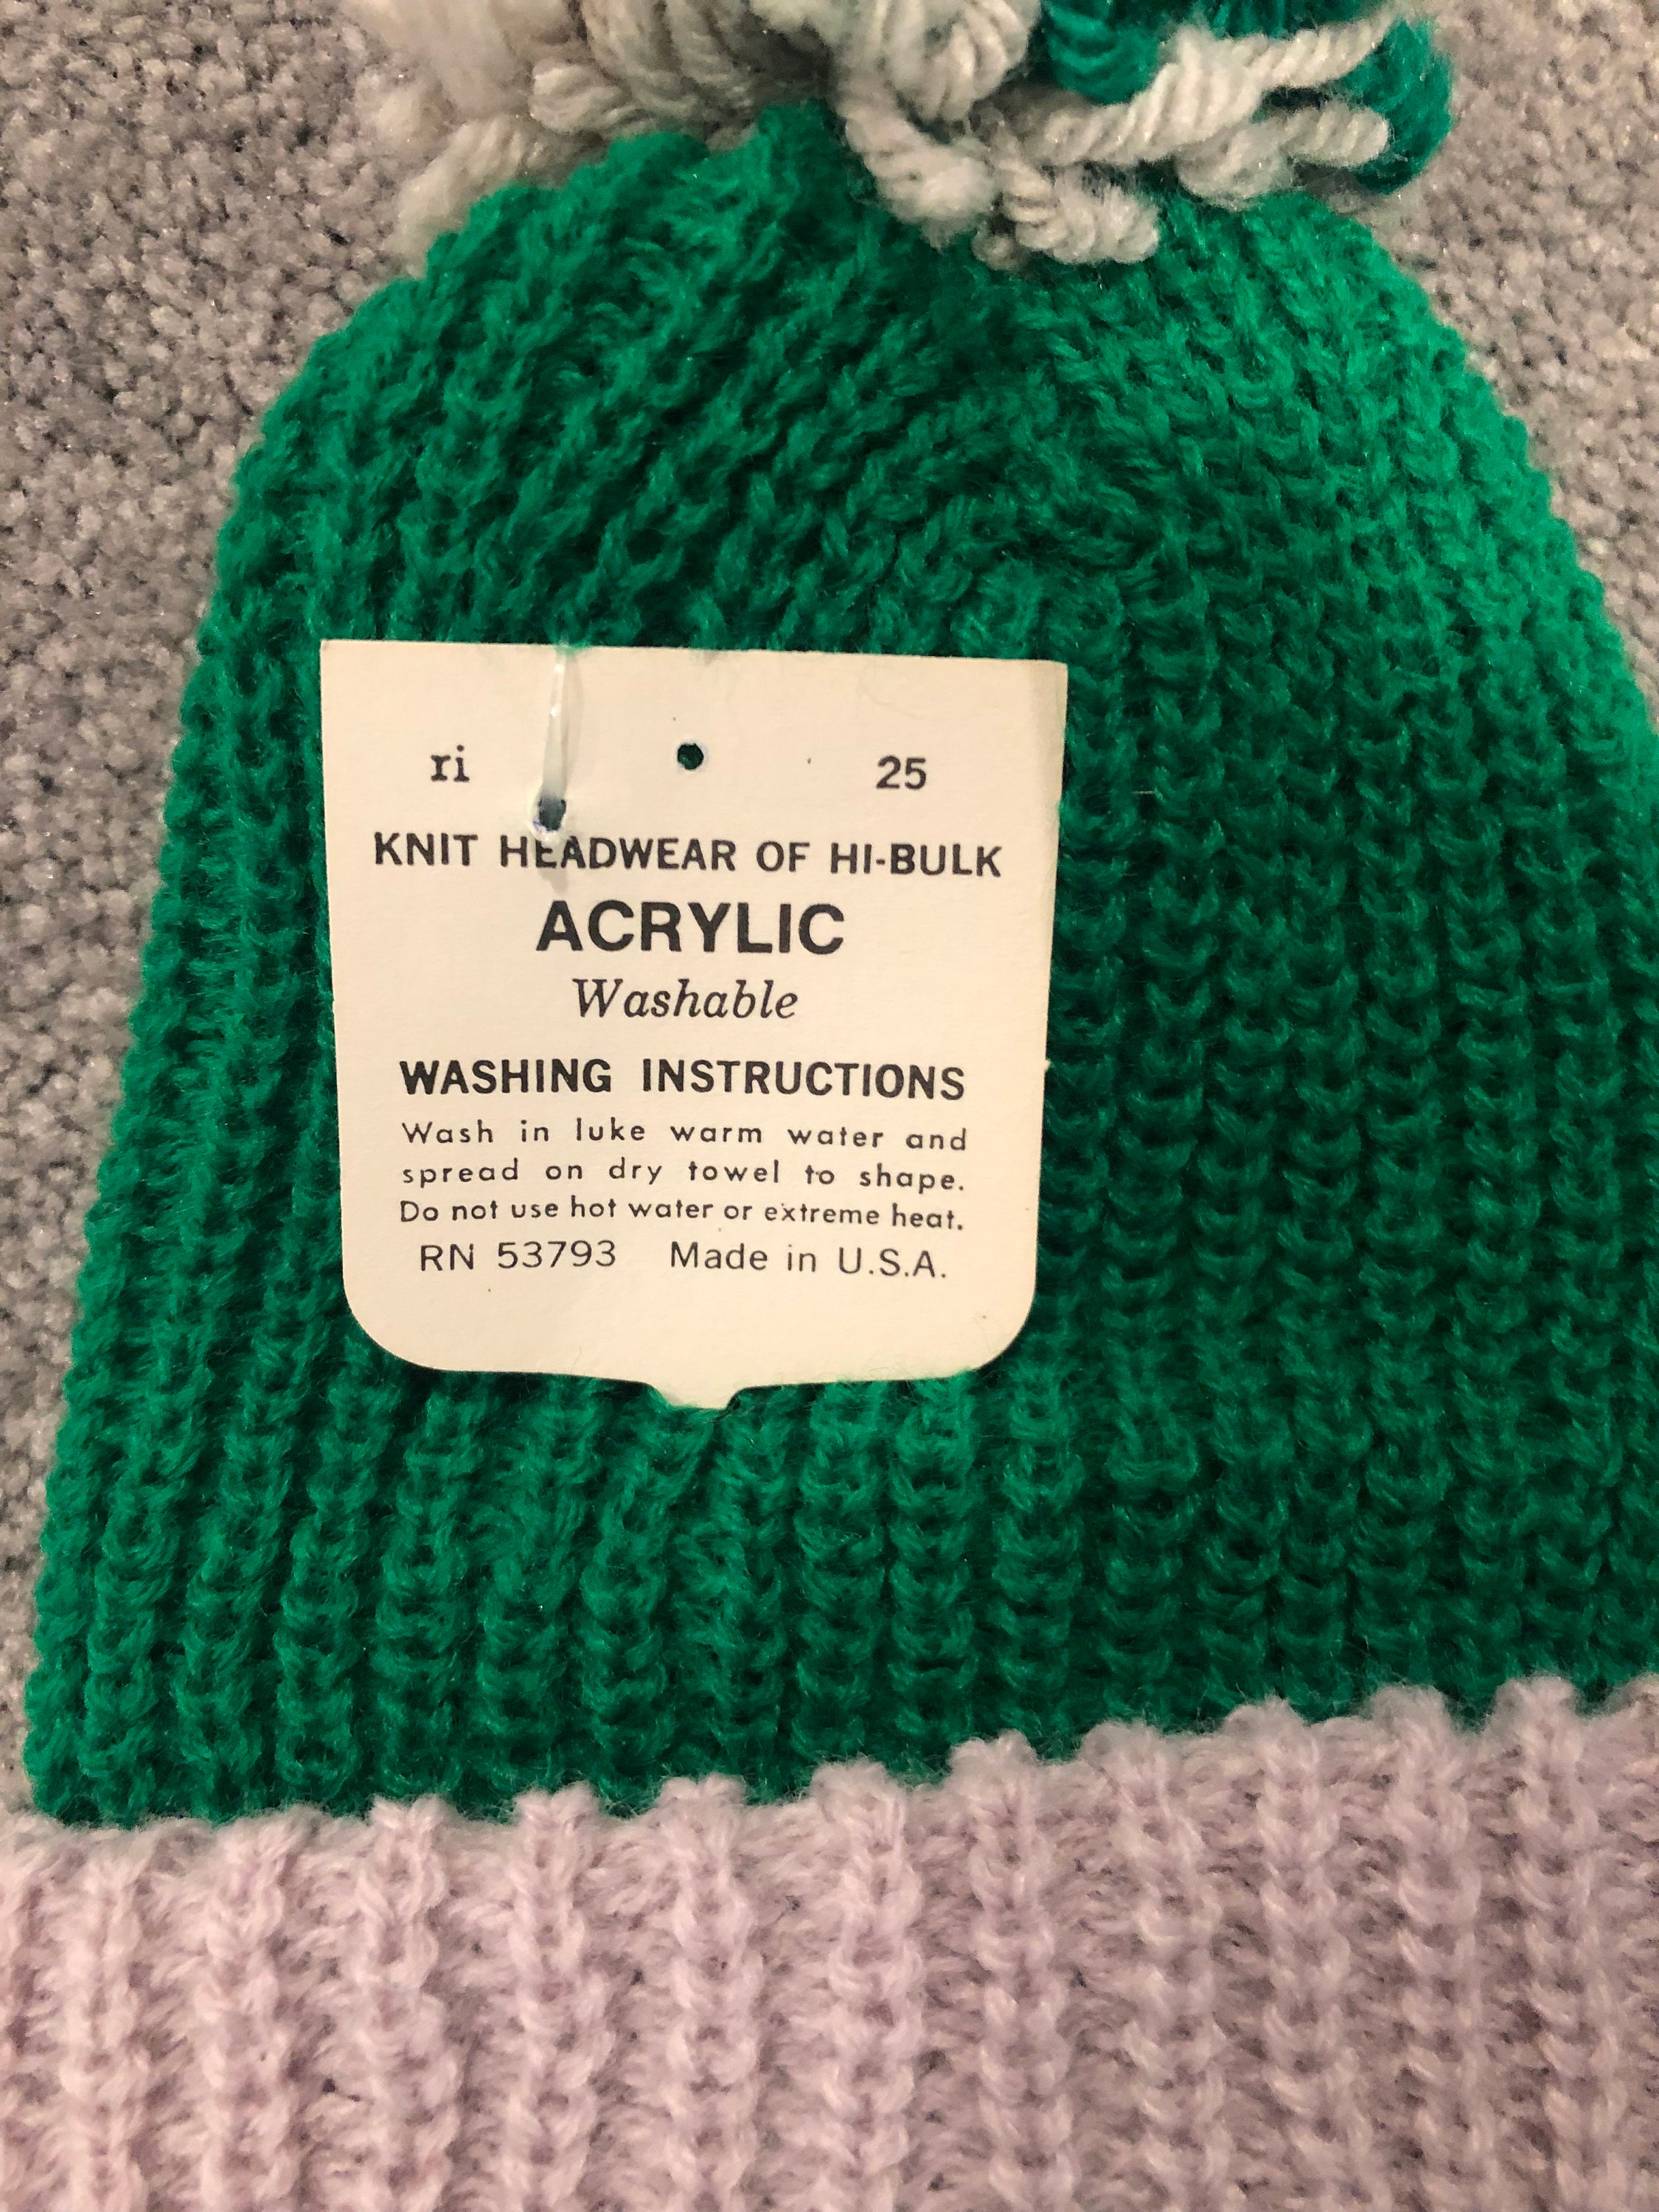 ri 25
KNIT HEADWEAR OF HI-BULK
ACRYLIC
Washable
WASHING INSTRUCTIONS
Wash in luke warm water and
spread on dry towel to shape.
Do not use hot water or extreme heat.
RN 53793 Made in U.S.A.